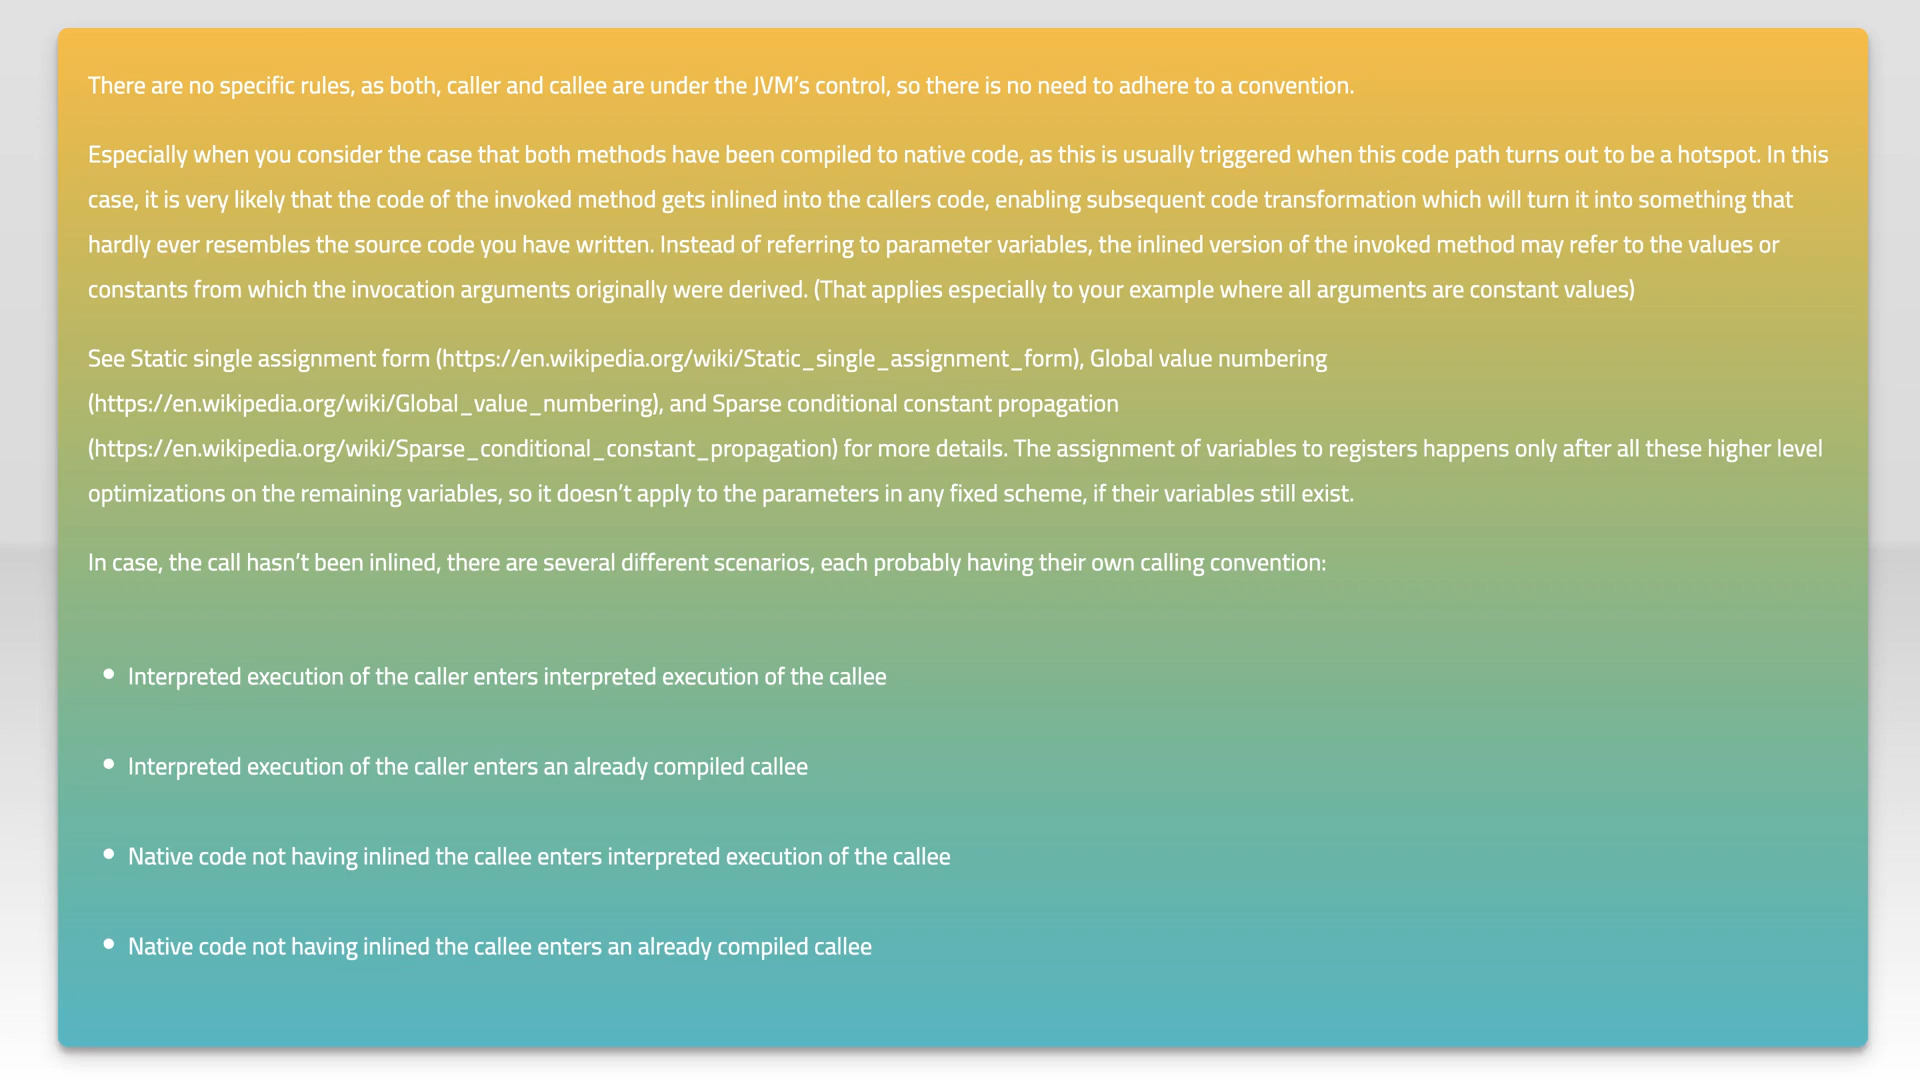 There are no specific rules, as both, caller and callee are under the JVM’s control, so there is no need to adhere to a convention.
Especially when you consider the case that both methods have been compiled to native code, as this is usually triggered when this code path turns out to be a hotspot. In this
case, it is very likely that the code of the invoked method gets inlined into the callers code, enabling subsequent code transformation which will turn it into something that
hardly ever resembles the source code you have written. Instead of referring to parameter variables, the inlined version of the invoked method may refer to the values or
constants from which the invocation arguments originally were derived. (That applies especially to your example where all arguments are constant values)
See Static single assignment form (https://en.wikipedia.org/wiki/Static_single_assignment_form), Global value numbering
(https://en.wikipedia.org/wiki/Global_value_numbering), and Sparse conditional constant propagation
(https://en.wikipedia.org/wiki/Sparse_conditional_constant_propagation) for more details. The assignment of variables to registers happens only after all these higher level
optimizations on the remaining variables, so it doesn’t apply to the parameters in any fixed scheme, if their variables still exist.
In case, the call hasn’t been inlined, there are several different scenarios, each probably having their own calling convention:
• Interpreted execution of the caller enters interpreted execution of the callee
• Interpreted execution of the caller enters an already compiled callee
• Native code not having inlined the callee enters interpreted execution of the callee
• Native code not having inlined the callee enters an already compiled callee